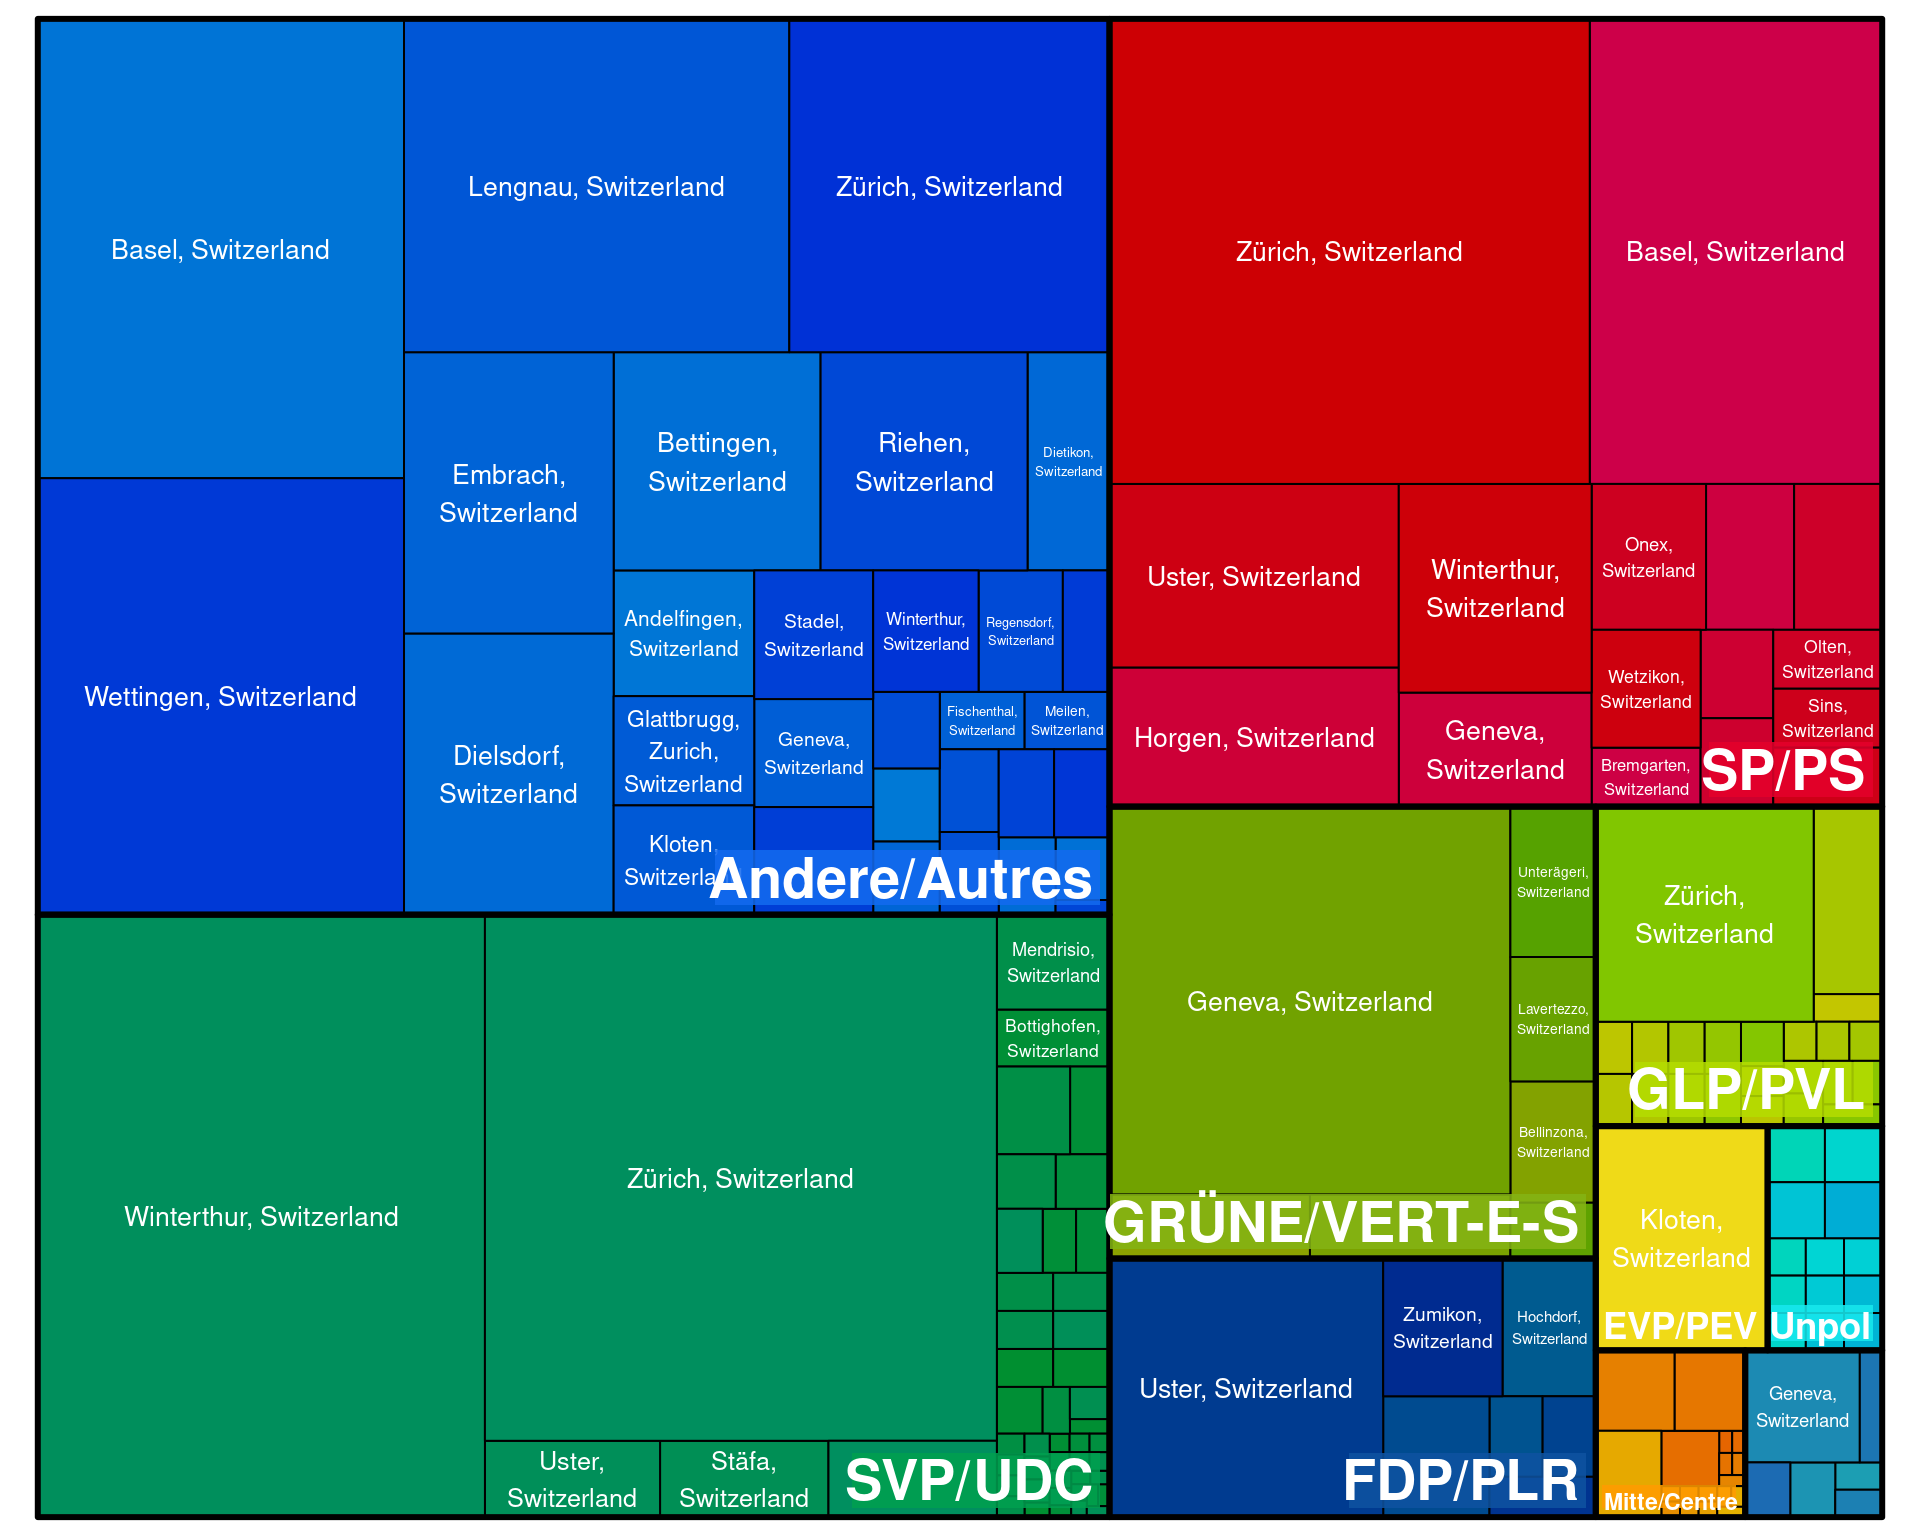 Basel, Switzerland
Lengnau, Switzerland
Zürich, Switzerland
Wettingen, Switzerland
Embrach,
Switzerland
Bettingen,
Switzerland
Riehen,
Switzerland
Dietikon,
Switzerland
Dielsdorf,
Switzerland
Andelfingen,
Switzerland
Stadel,
Switzerland
Winterthur,
Switzerland
Regensdorf,
Switzerland
Glattbrugg,
Zurich,
Switzerland
Geneva,
Switzerland
Fischenthal,
Switzerland
Meilen,
Switzerland
Kloten,
Switzerla
Andere/Autres
Zürich, Switzerland
Basel, Switzerland
Uster, Switzerland
Winterthur,
Switzerland
Onex,
Switzerland
Horgen, Switzerland
Geneva,
Switzerland
Wetzikon,
Switzerland
Olten,
Switzerland
Sins,
Switzerland
Bremgarten,
Switzerland
SP/PS
Winterthur, Switzerland
Zürich, Switzerland
Mendrisio,
Switzerland
Bottighofen,
Switzerland
Uster,
Switzerland
Stäfa,
Switzerland
SVP/UDC
Geneva, Switzerland
Unterägeri,
Switzerland
Lavertezzo,
Switzerland
Bellinzona,
Switzerland
GRÜNE/VERT-E-S
Zürich,
Switzerland
GLP/PVL
Uster, Switzerland
Zumikon,
Switzerland
Hochdorf,
Switzerland
FDP/PLR
Kloten,
Switzerland
EVP/PEV
Unpol
Mitte/Centre
Geneva,
Switzerland